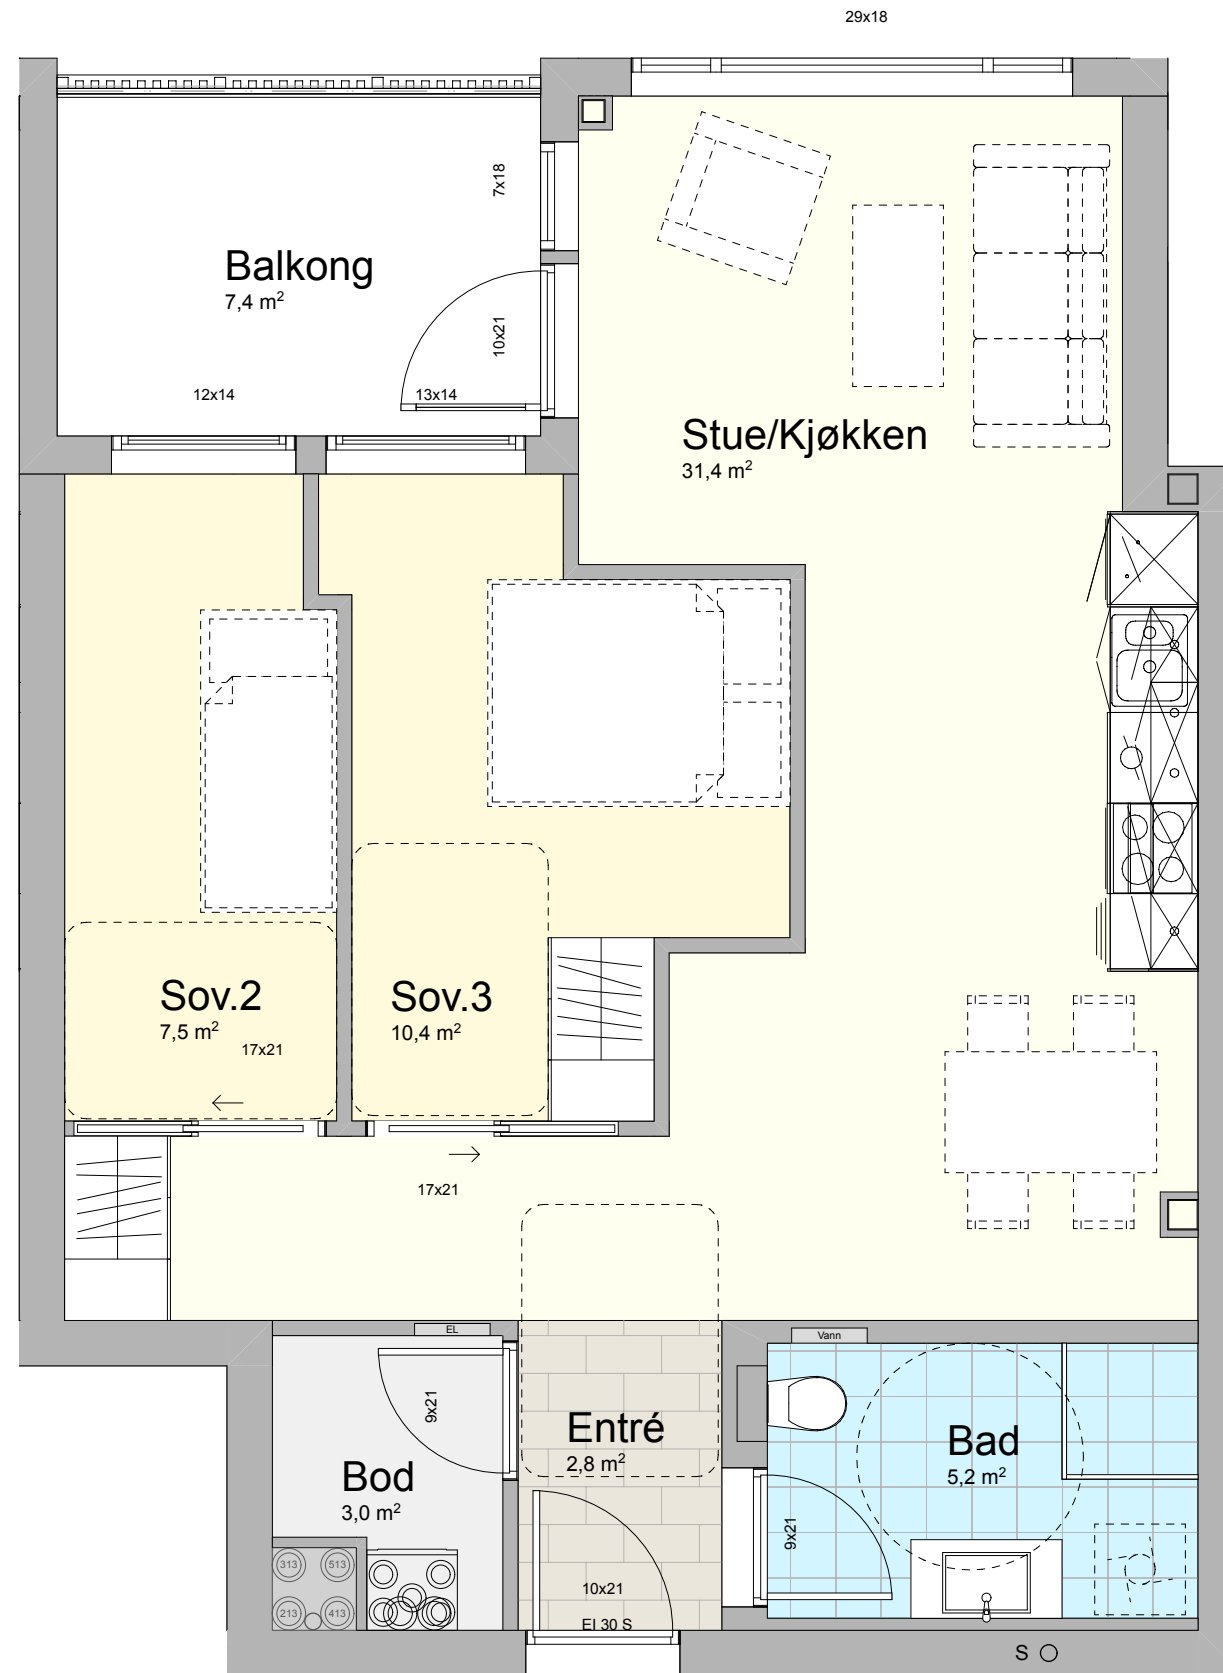 29x18
7x18
Balkong
7,4 m²
10x21
12x14
13x14
Stue/Kjøkken
31,4 m²
Sov.2
7,5 m²
17x21
Sov.3
10,4 m²
17x21
EL
Vann
9x21
Entré
2,8 m²
Bad
5,2 m²
Bod
3,0 m²
9x21
313
513
213
413
10x21
EI 30 S
S